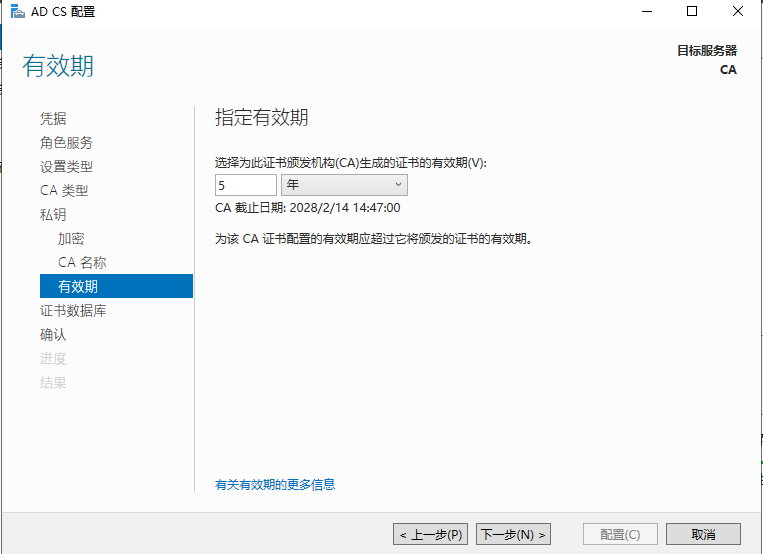 AD CS 配置
有效期
目标服务器
CA
凭据
角色服务
设置类型
CA 类型
私钥
加密
CA 名称
有效期
证书数据库
确认
进度
结果
指定有效期
选择为此证书颁发机构(CA)生成的证书的有效期(V):
5 年
CA 截止日期: 2028/2/14 14:47:00
为该 CA 证书配置的有效期应超过它将颁发的证书的有效期。
有关有效期的更多信息
< 上一步(P) 下一步(N) > 配置(C) 取消